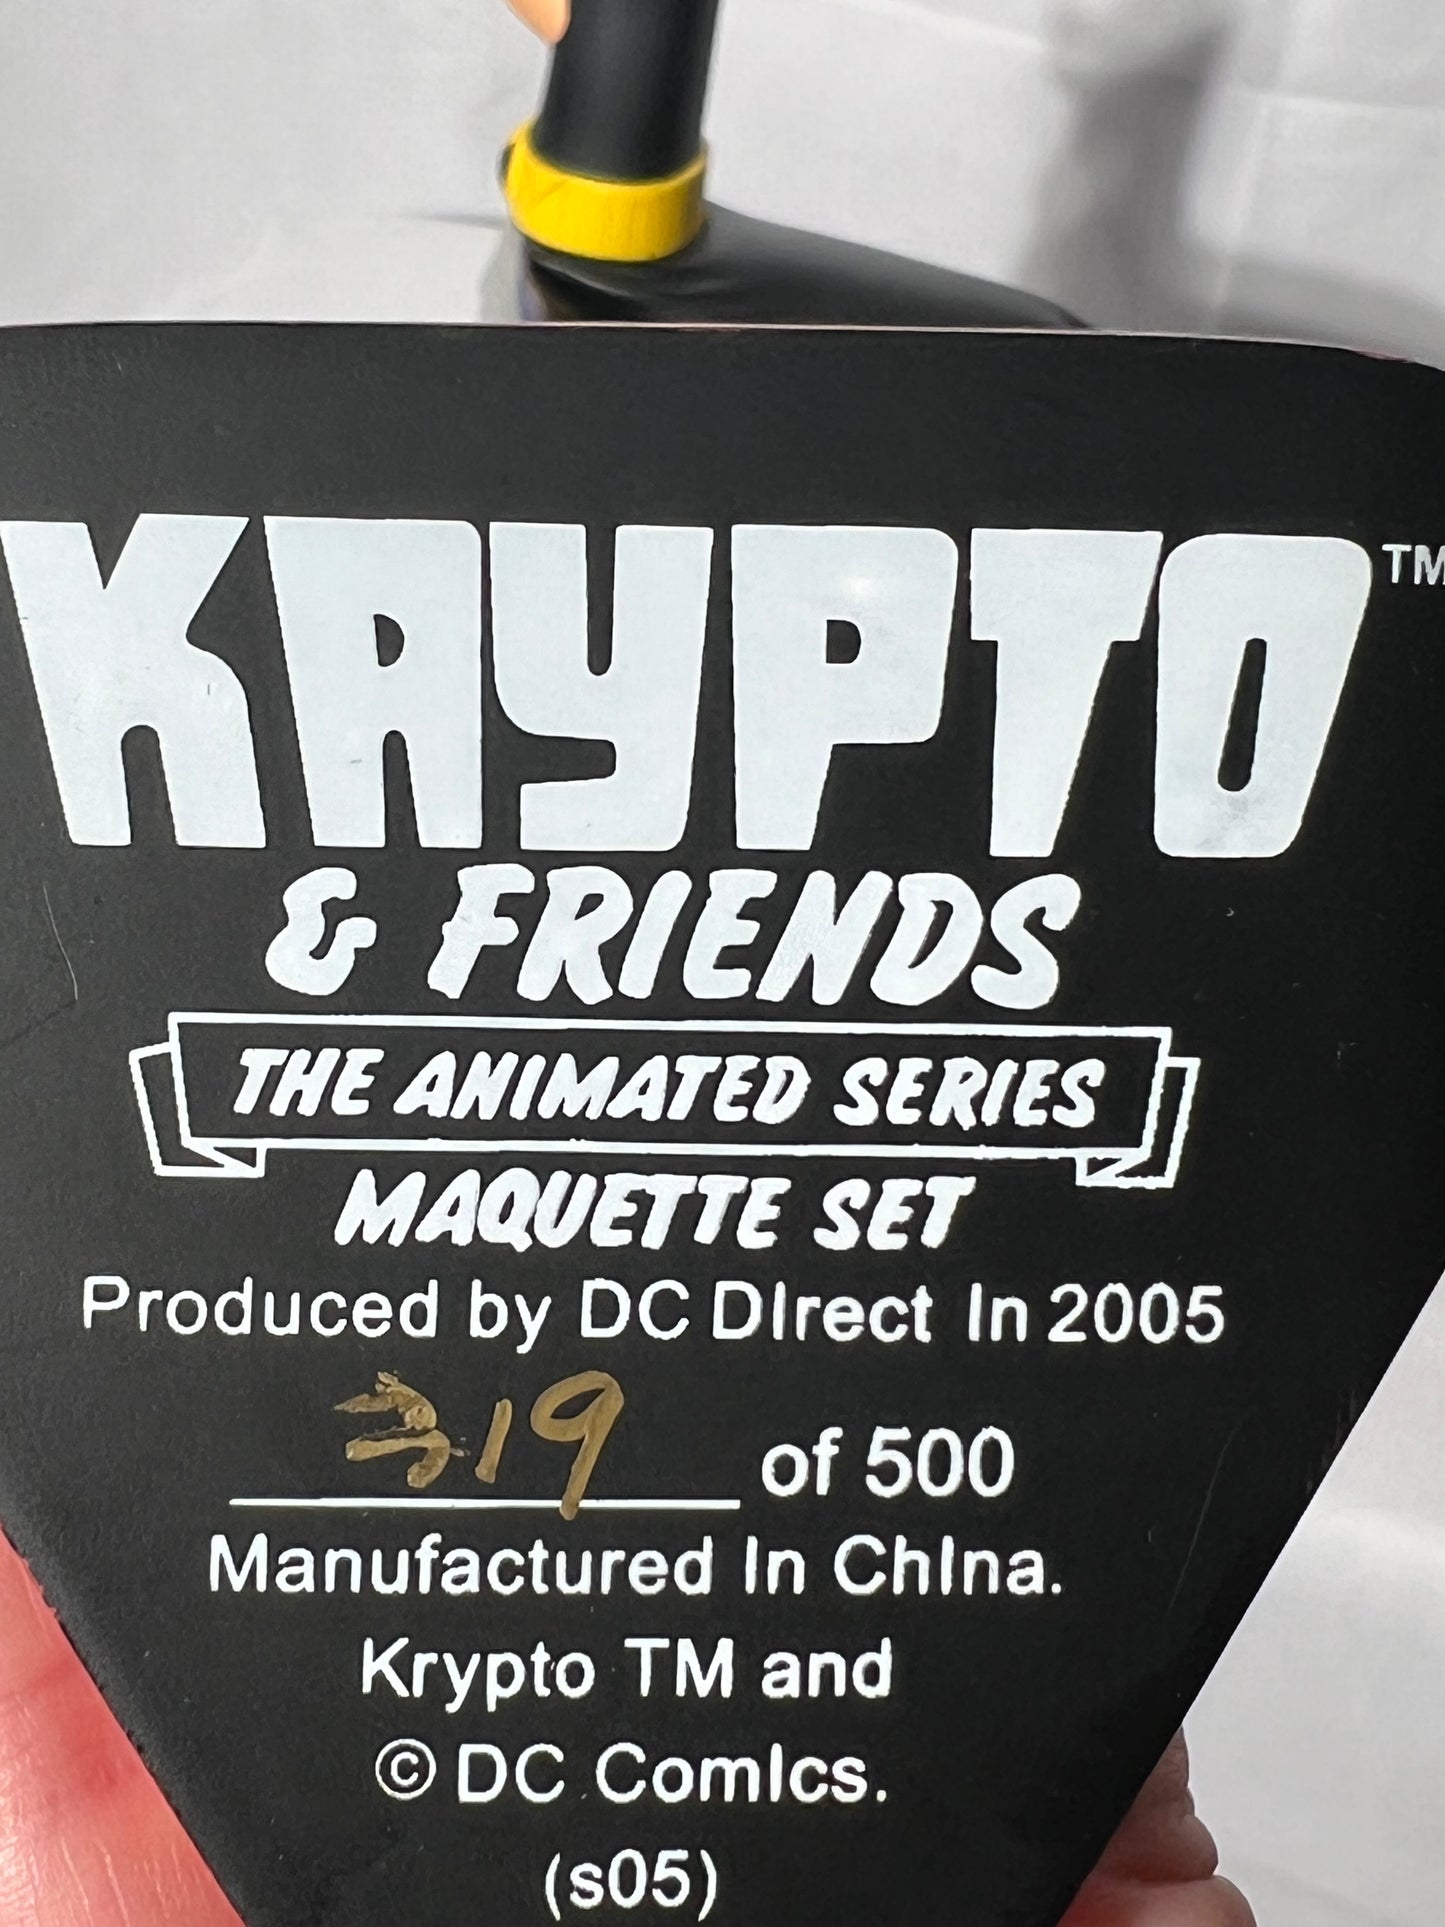 KRYPTO™
& FRIENDS
THE ANIMATED SERIES
MAQUETTE SET
Produced by DC DIrect In 2005
319 of 500
Manufactured In ChIna.
Krypto TM and
© DC ComIcs.
(s05)